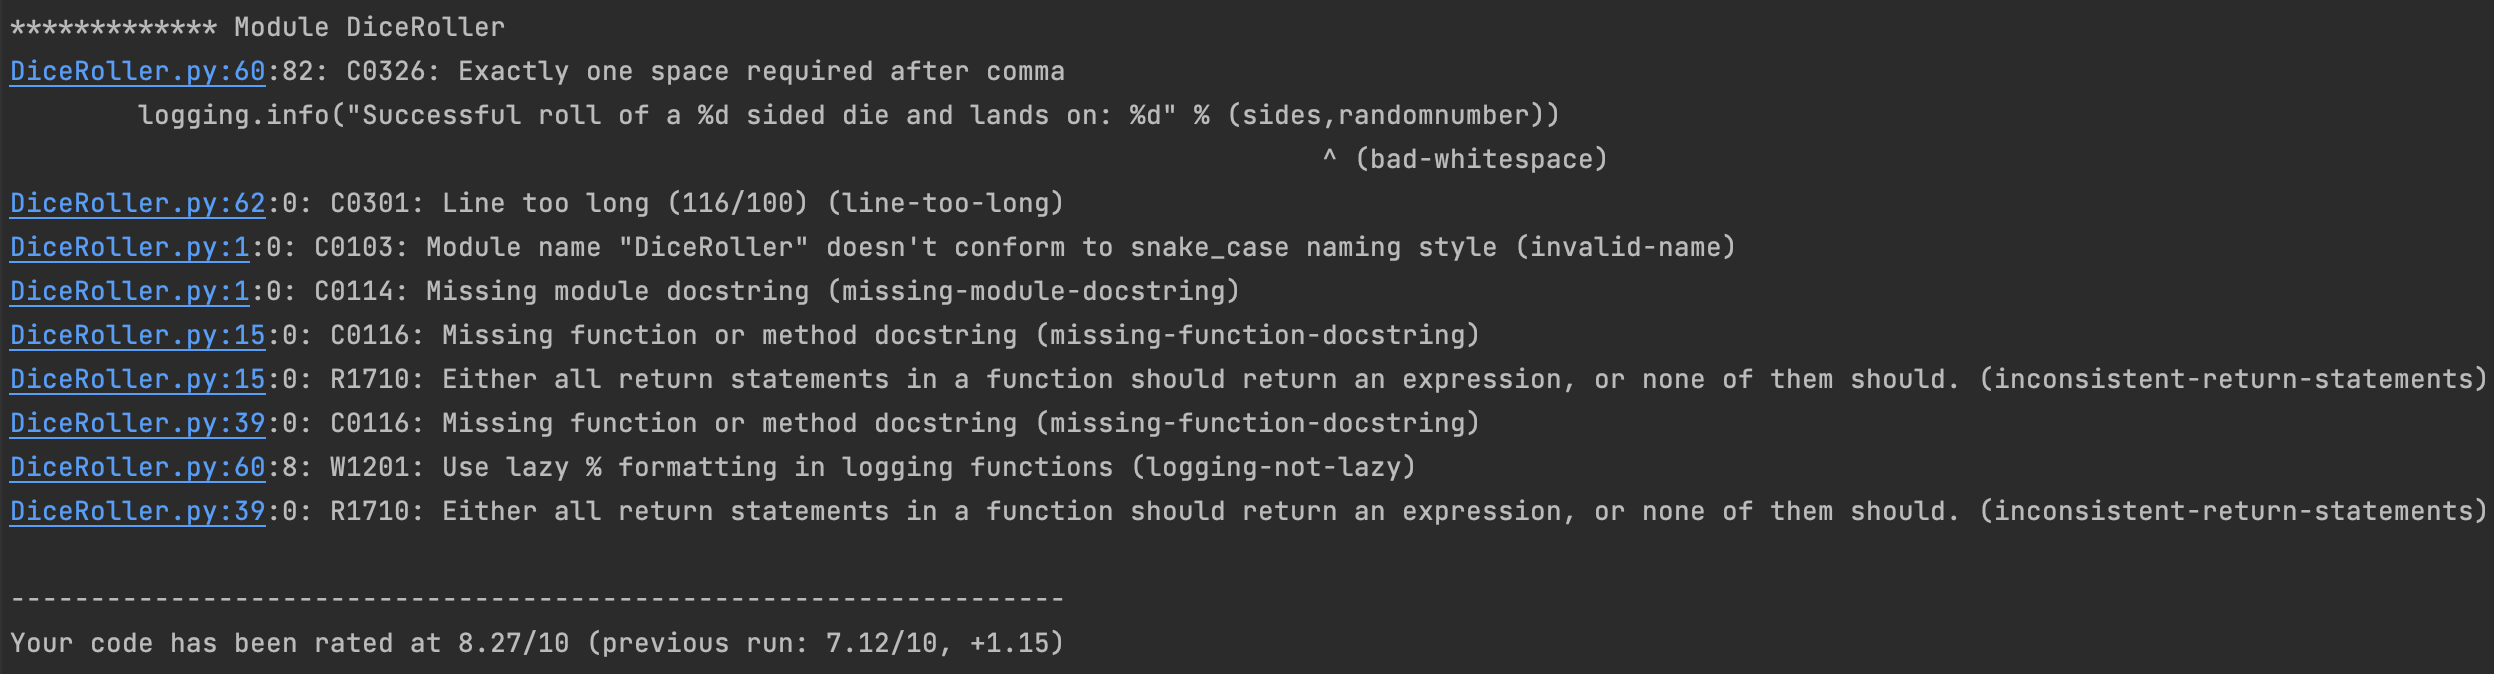 ************* Module DiceRoller
DiceRoller.py:60:82: C0326: Exactly one space required after comma
        logging.info("Successful roll of a %d sided die and lands on: %d" % (sides,randomnumber))
                                                                                  ^ (bad-whitespace)
DiceRoller.py:62:0: C0301: Line too long (116/100) (line-too-long)
DiceRoller.py:1:0: C0103: Module name "DiceRoller" doesn't conform to snake_case naming style (invalid-name)
DiceRoller.py:1:0: C0114: Missing module docstring (missing-module-docstring)
DiceRoller.py:15:0: C0116: Missing function or method docstring (missing-function-docstring)
DiceRoller.py:15:0: R1710: Either all return statements in a function should return an expression, or none of them should. (inconsistent-return-statements)
DiceRoller.py:39:0: C0116: Missing function or method docstring (missing-function-docstring)
DiceRoller.py:60:8: W1201: Use lazy % formatting in logging functions (logging-not-lazy)
DiceRoller.py:39:0: R1710: Either all return statements in a function should return an expression, or none of them should. (inconsistent-return-statements)
------------------------------------------------------------------
Your code has been rated at 8.27/10 (previous run: 7.12/10, +1.15)